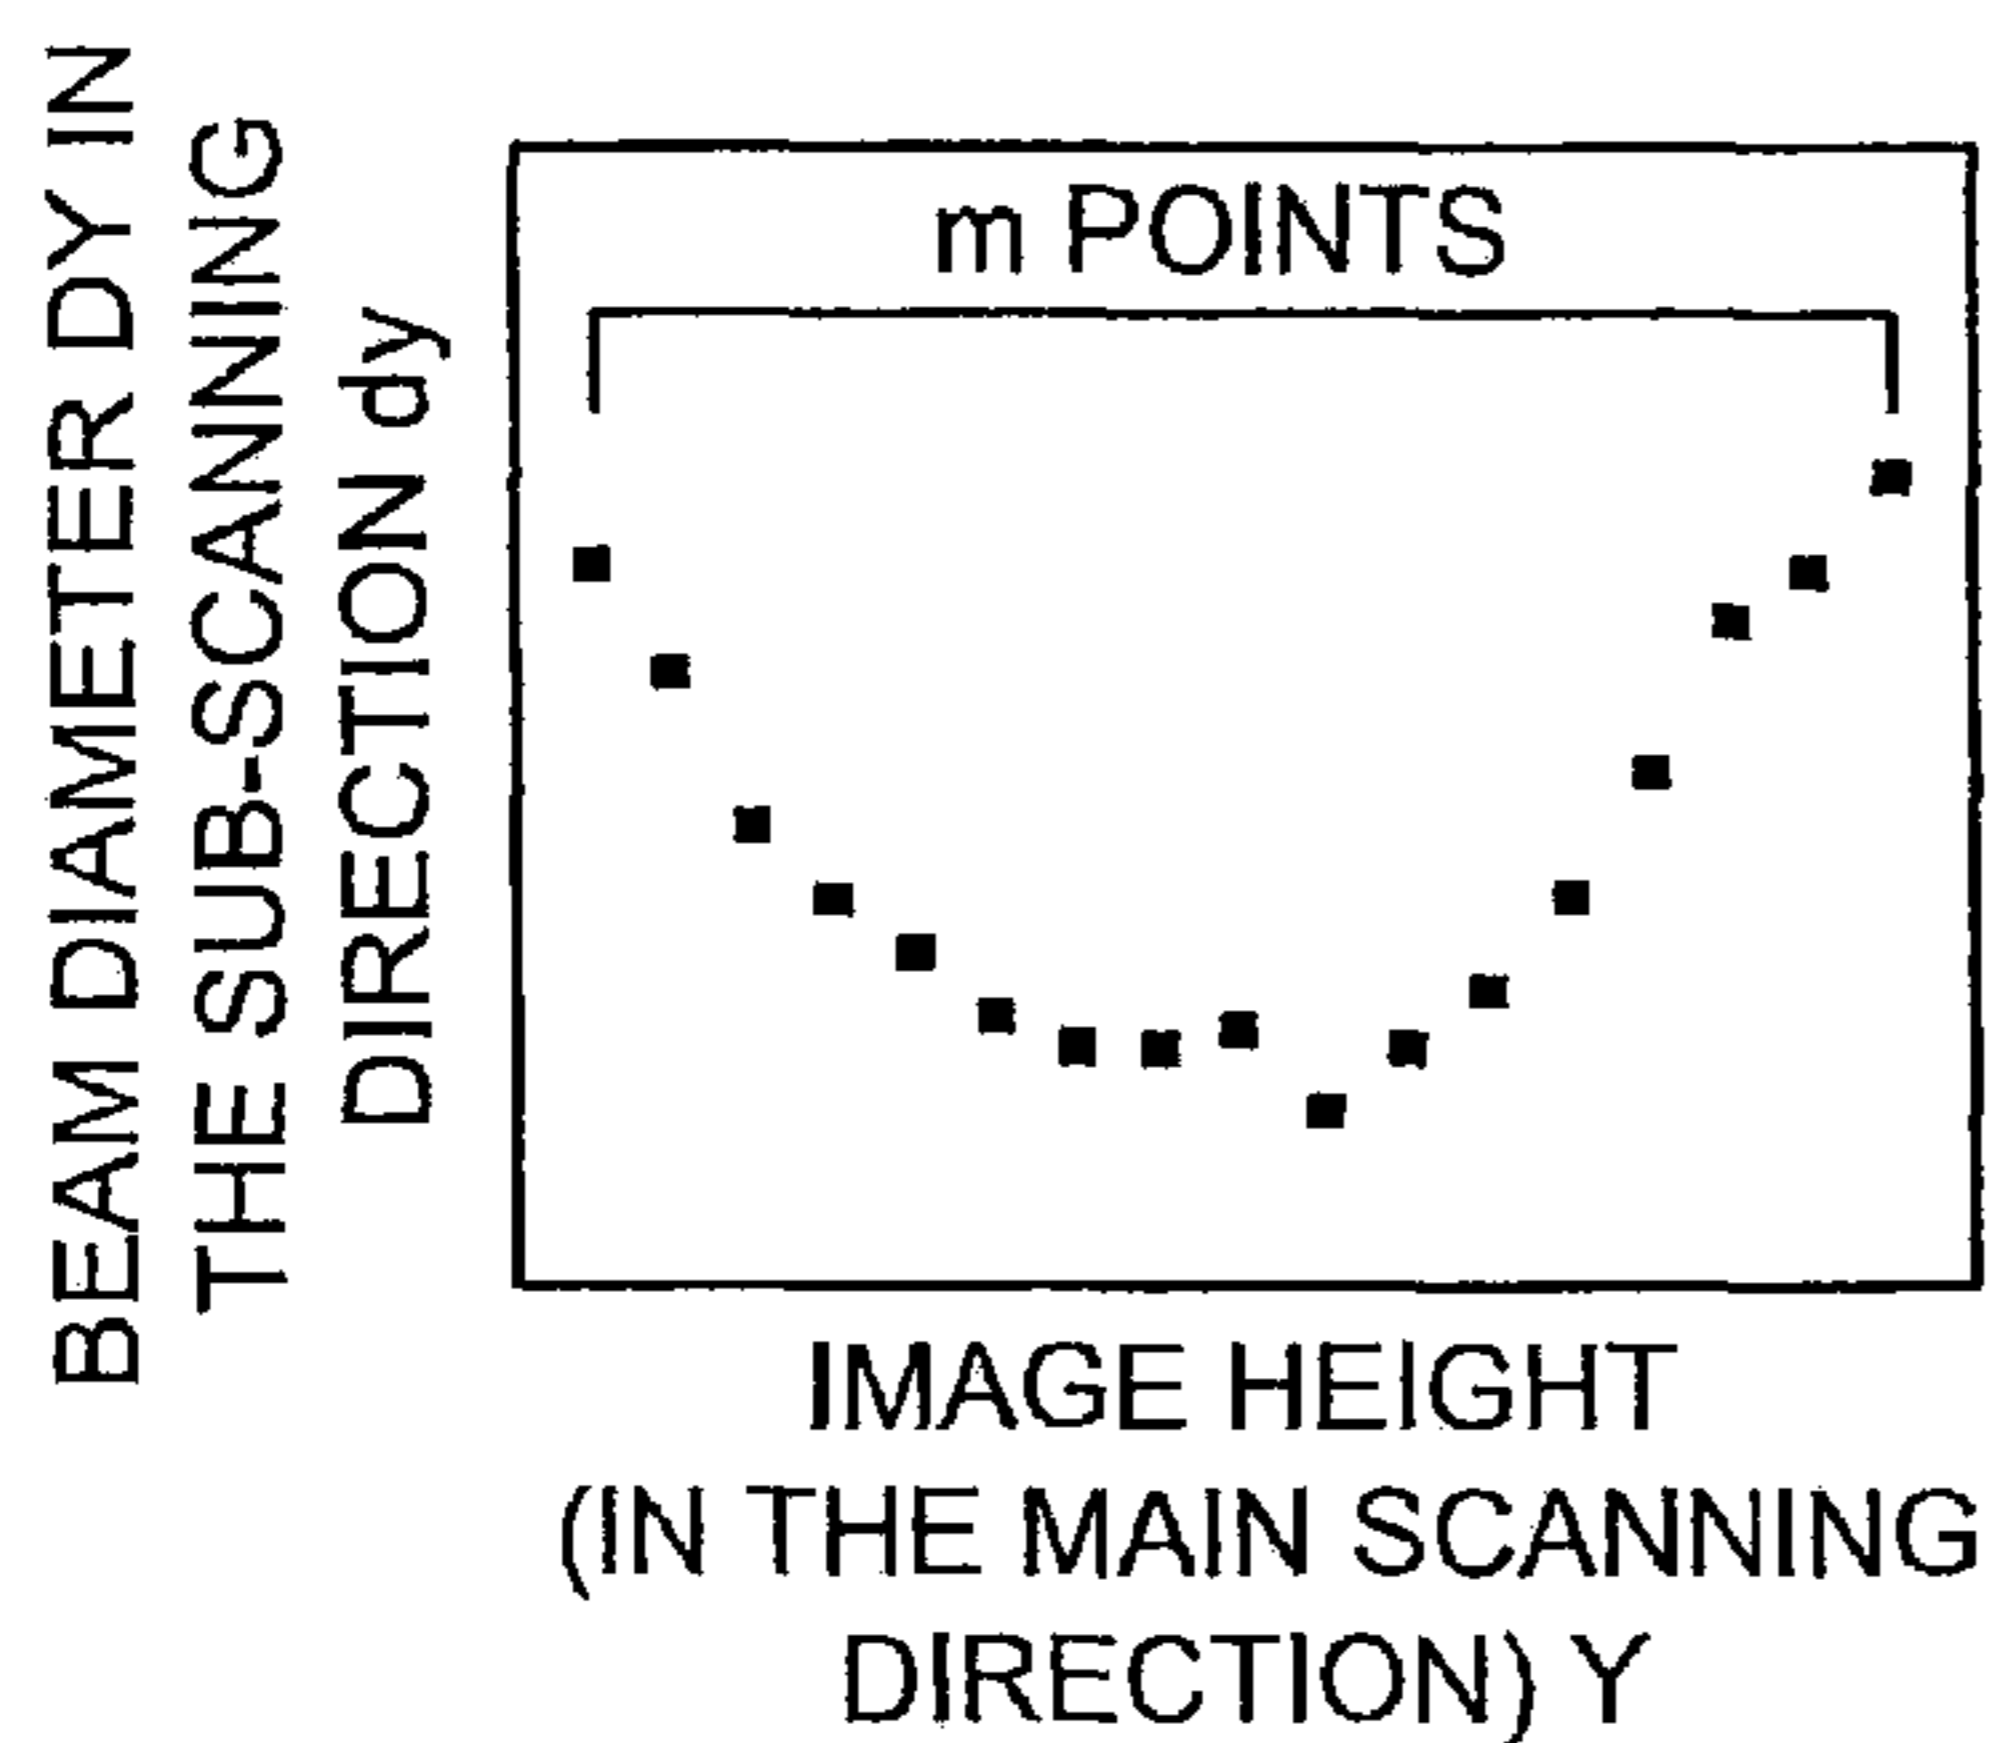 BEAM DIAMETER DY IN
THE SUB-SCANNING
DIRECTION dy
m POINTS
IMAGE HEIGHT
(IN THE MAIN SCANNING
DIRECTION) Y